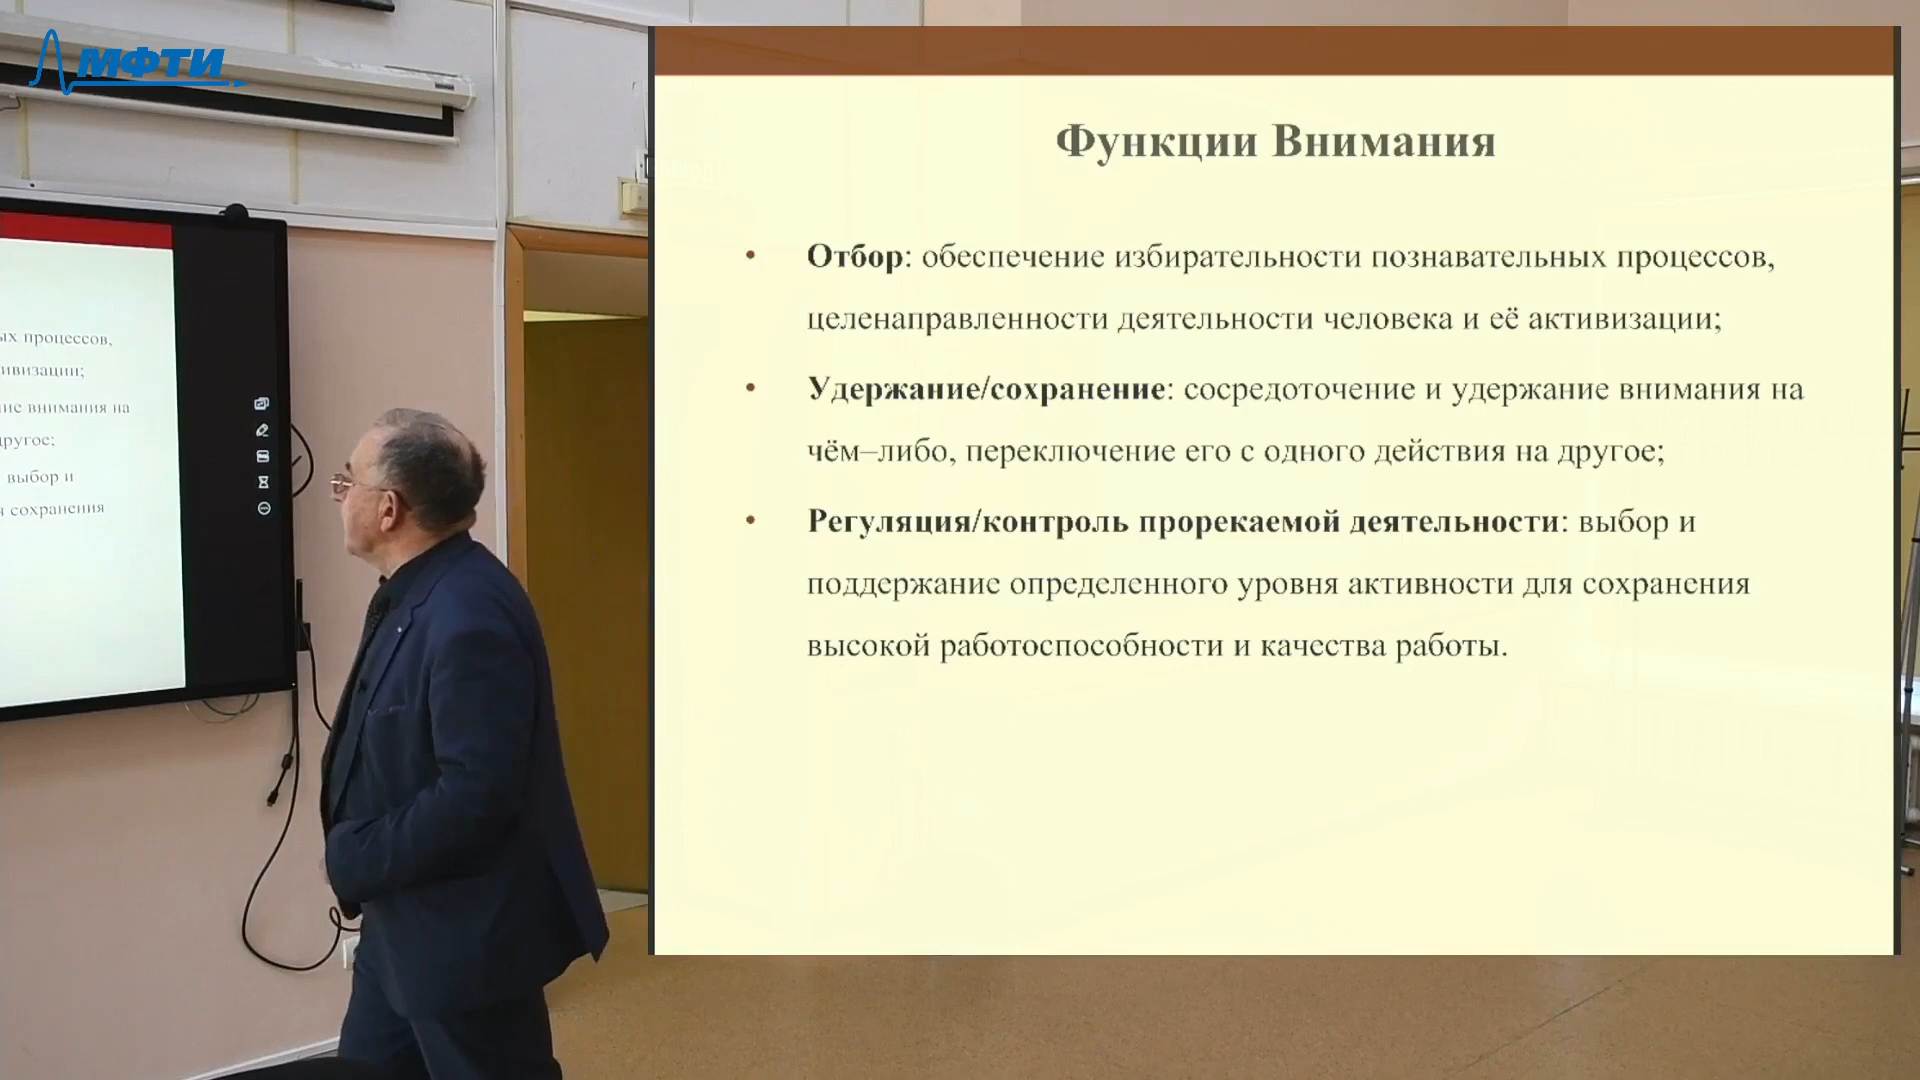 МФТИ
Функции Внимания
• Отбор: обеспечение избирательности познавательных процессов,
целенаправленности деятельности человека и её активизации;
• Удержание/сохранение: сосредоточение и удержание внимания на
чём–либо, переключение его с одного действия на другое;
• Регуляция/контроль прорекаемой деятельности: выбор и
поддержание определенного уровня активности для сохранения
высокой работоспособности и качества работы.
ых процессов,
ивизации;
ие внимания на
другое;
выбор и
я сохранения